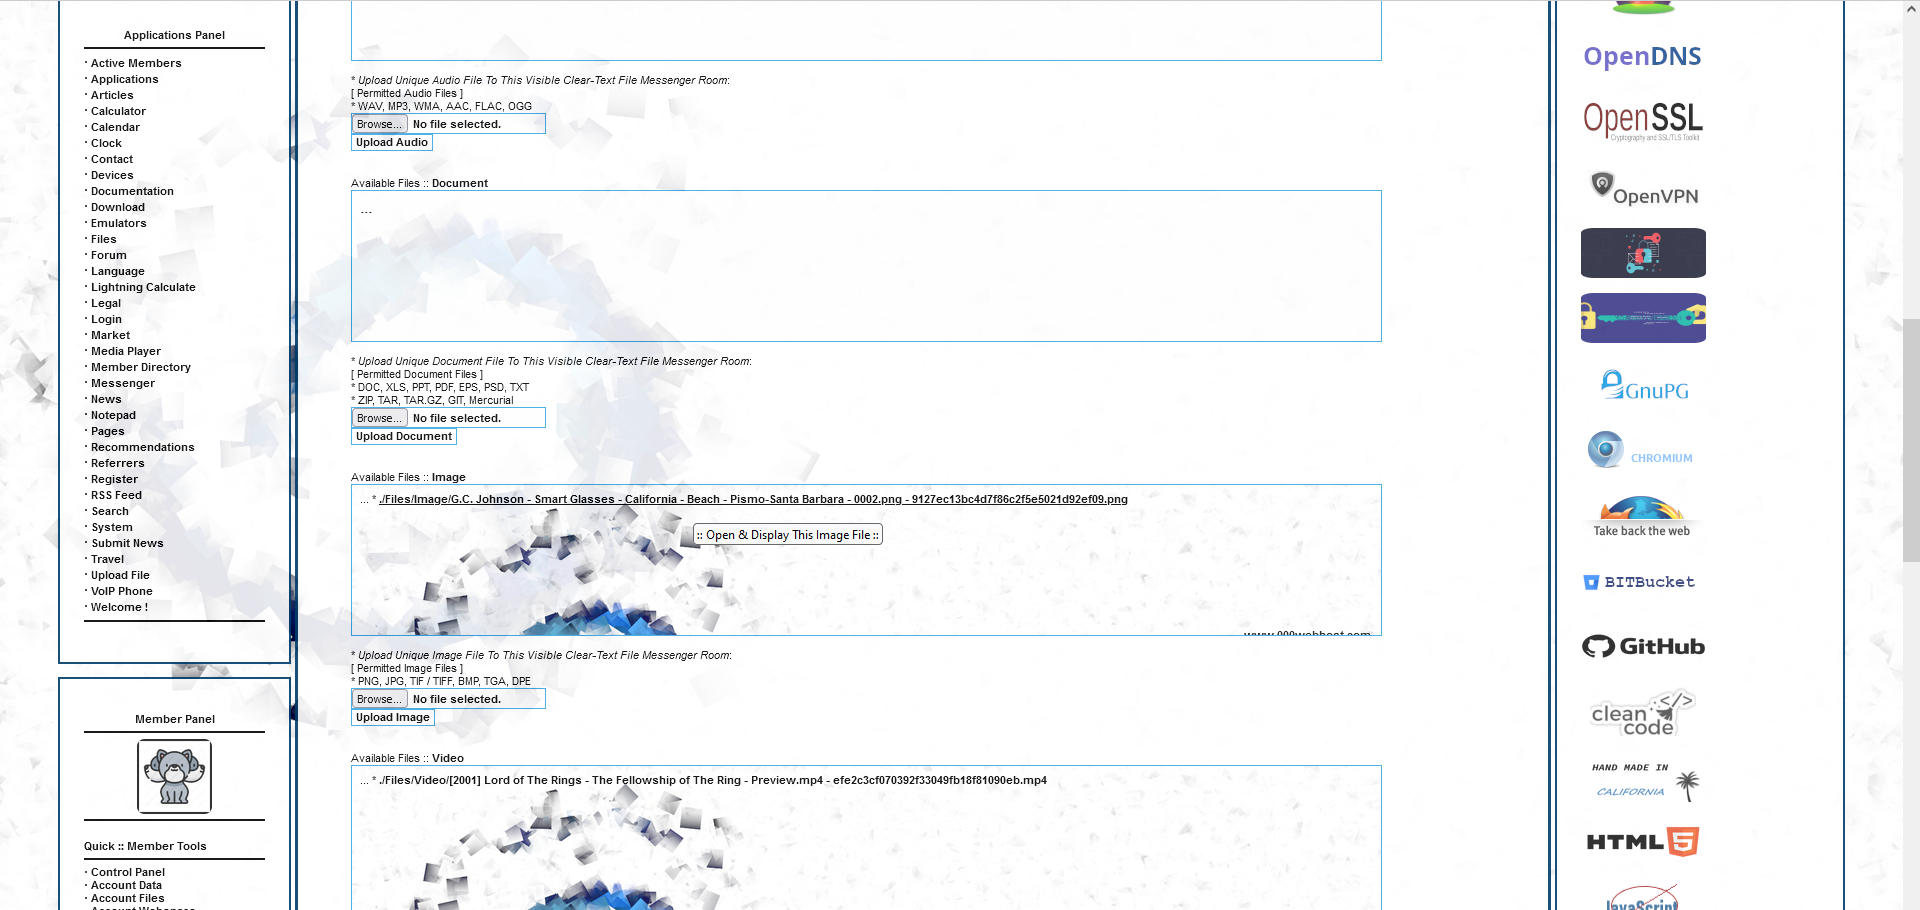 Applications Panel
· Active Members
· Applications
· Articles
· Calculator
· Calendar
· Clock
· Contact
· Devices
· Documentation
· Download
· Emulators
· Files
· Forum
· Language
· Lightning Calculate
· Legal
· Login
· Market
· Media Player
· Member Directory
· Messenger
· News
· Notepad
· Pages
· Recommendations
· Referrers
· Register
· RSS Feed
· Search
· System
· Submit News
· Travel
· Upload File
· VoIP Phone
· Welcome !
Member Panel
Quick :: Member Tools
· Control Panel
· Account Data
· Account Files
* Upload Unique Audio File To This Visible Clear-Text File Messenger Room:
[ Permitted Audio Files ]
* WAV, MP3, WMA, AAC, FLAC, OGG
Browse... No file selected.
Upload Audio
Available Files :: Document
...
* Upload Unique Document File To This Visible Clear-Text File Messenger Room:
[ Permitted Document Files ]
* DOC, XLS, PPT, PDF, EPS, PSD, TXT
* ZIP, TAR, TAR.GZ, GIT, Mercurial
Browse... No file selected.
Upload Document
Available Files :: Image
... * ./Files/Image/G.C. Johnson - Smart Glasses - California - Beach - Pismo-Santa Barbara - 0002.png - 9127ec13bc4d7f86c2f5e5021d92ef09.png
:: Open & Display This Image File ::
www.000webhost.com
* Upload Unique Image File To This Visible Clear-Text File Messenger Room:
[ Permitted Image Files ]
* PNG, JPG, TIF / TIFF, BMP, TGA, DPE
Browse... No file selected.
Upload Image
Available Files :: Video
... * ./Files/Video/[2001] Lord of The Rings - The Fellowship of The Ring - Preview.mp4 - efe2c3cf070392f33049fb18f81090eb.mp4
OpenDNS
OpenSSL
Cryptography and SSL/TLS Toolkit
OpenVPN
GnuPG
CHROMIUM
Take back the web
BITBucket
GitHub
clean
code
HAND MADE IN
CALIFORNIA
HTML 5
JavaScript